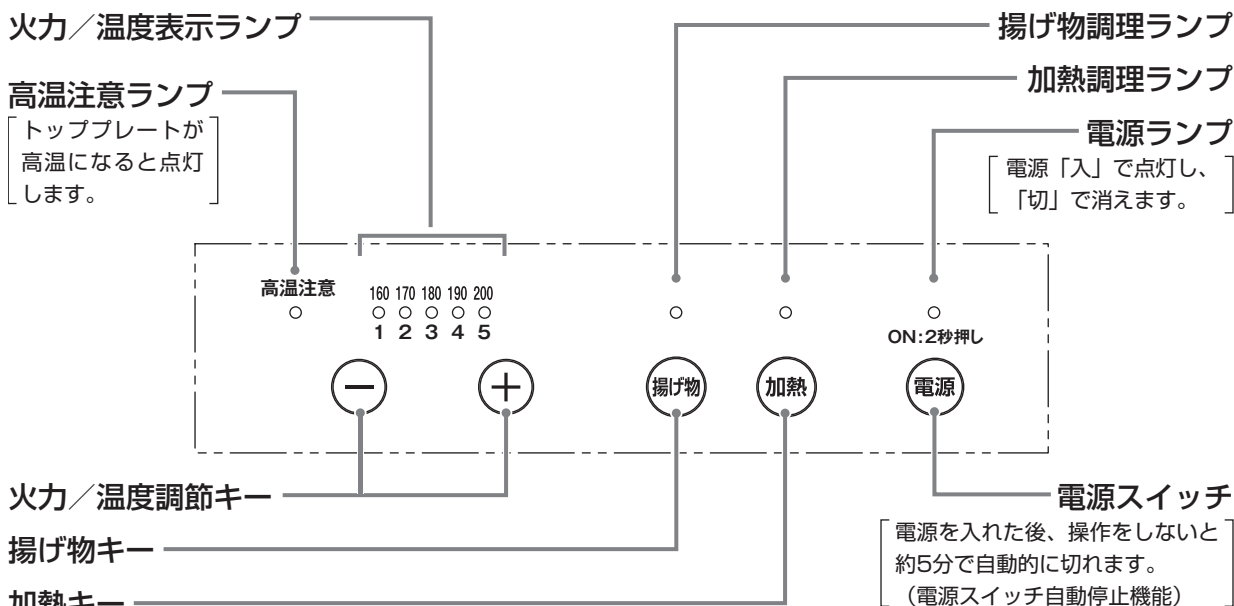 火力／温度表示ランプ
高温注意ランプ
トッププレートが
高温になると点灯
します。
揚げ物調理ランプ
加熱調理ランプ
電源ランプ
電源「入」で点灯し、
「切」で消えます。
高温注意
160 170 180 190 200
1 2 3 4 5
ON:2秒押し
－
＋
揚げ物
加熱
電源
火力／温度調節キー
揚げ物キー
加熱キー
電源スイッチ
電源を入れた後、操作をしないと
約5分で自動的に切れます。
（電源スイッチ自動停止機能）